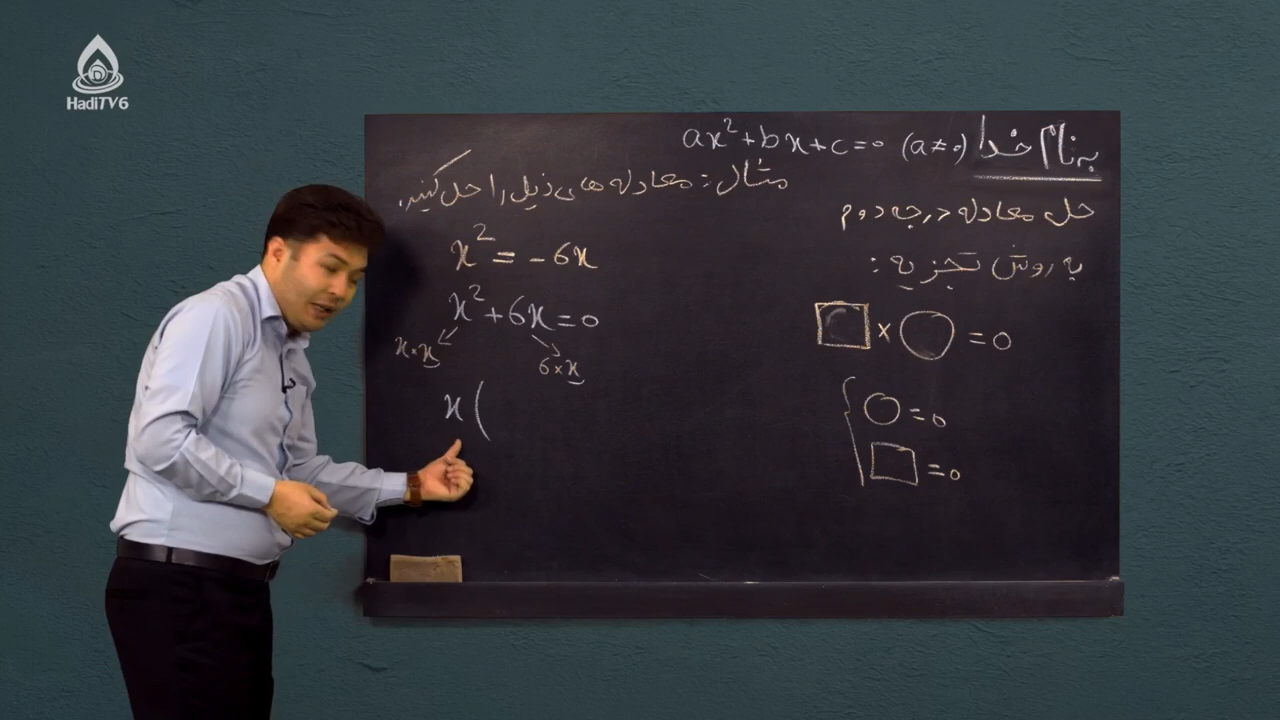 به نام خدا
ax²+bx+c=0 (a≠0)
حل معادله درجه دوم
به روش تجزیه :
□ × ○ = 0
○ = 0
□ = 0
مثال : معادله های ذیل را حل کنید.
x² = -6x
x² + 6x = 0
x×x
6×x
x (
HadiTV6